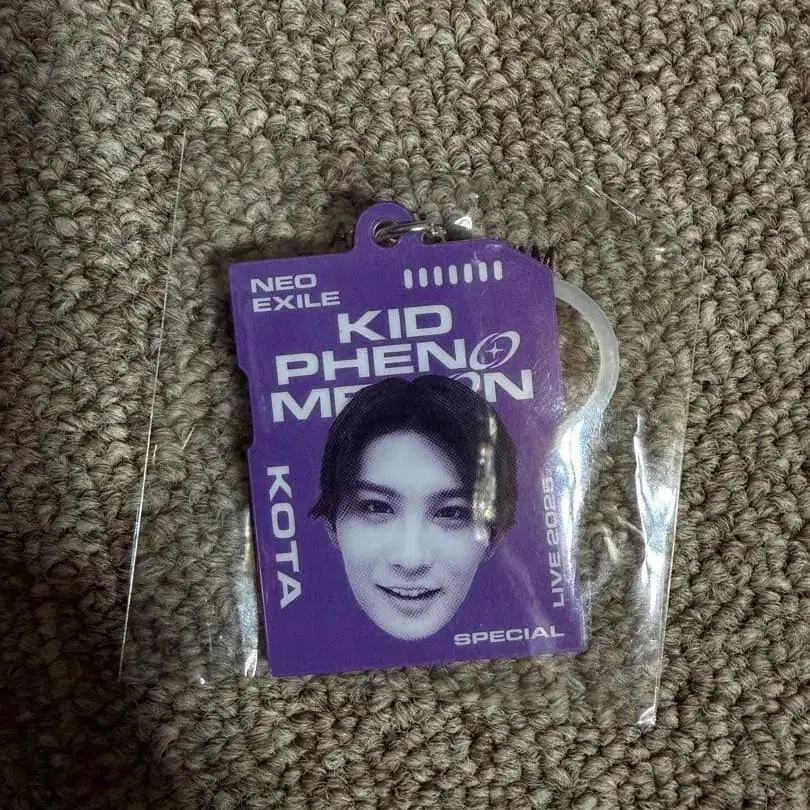 NEO
EXILE
KID
PHENO
MENON
KOTA
LIVE 2025
SPECIAL